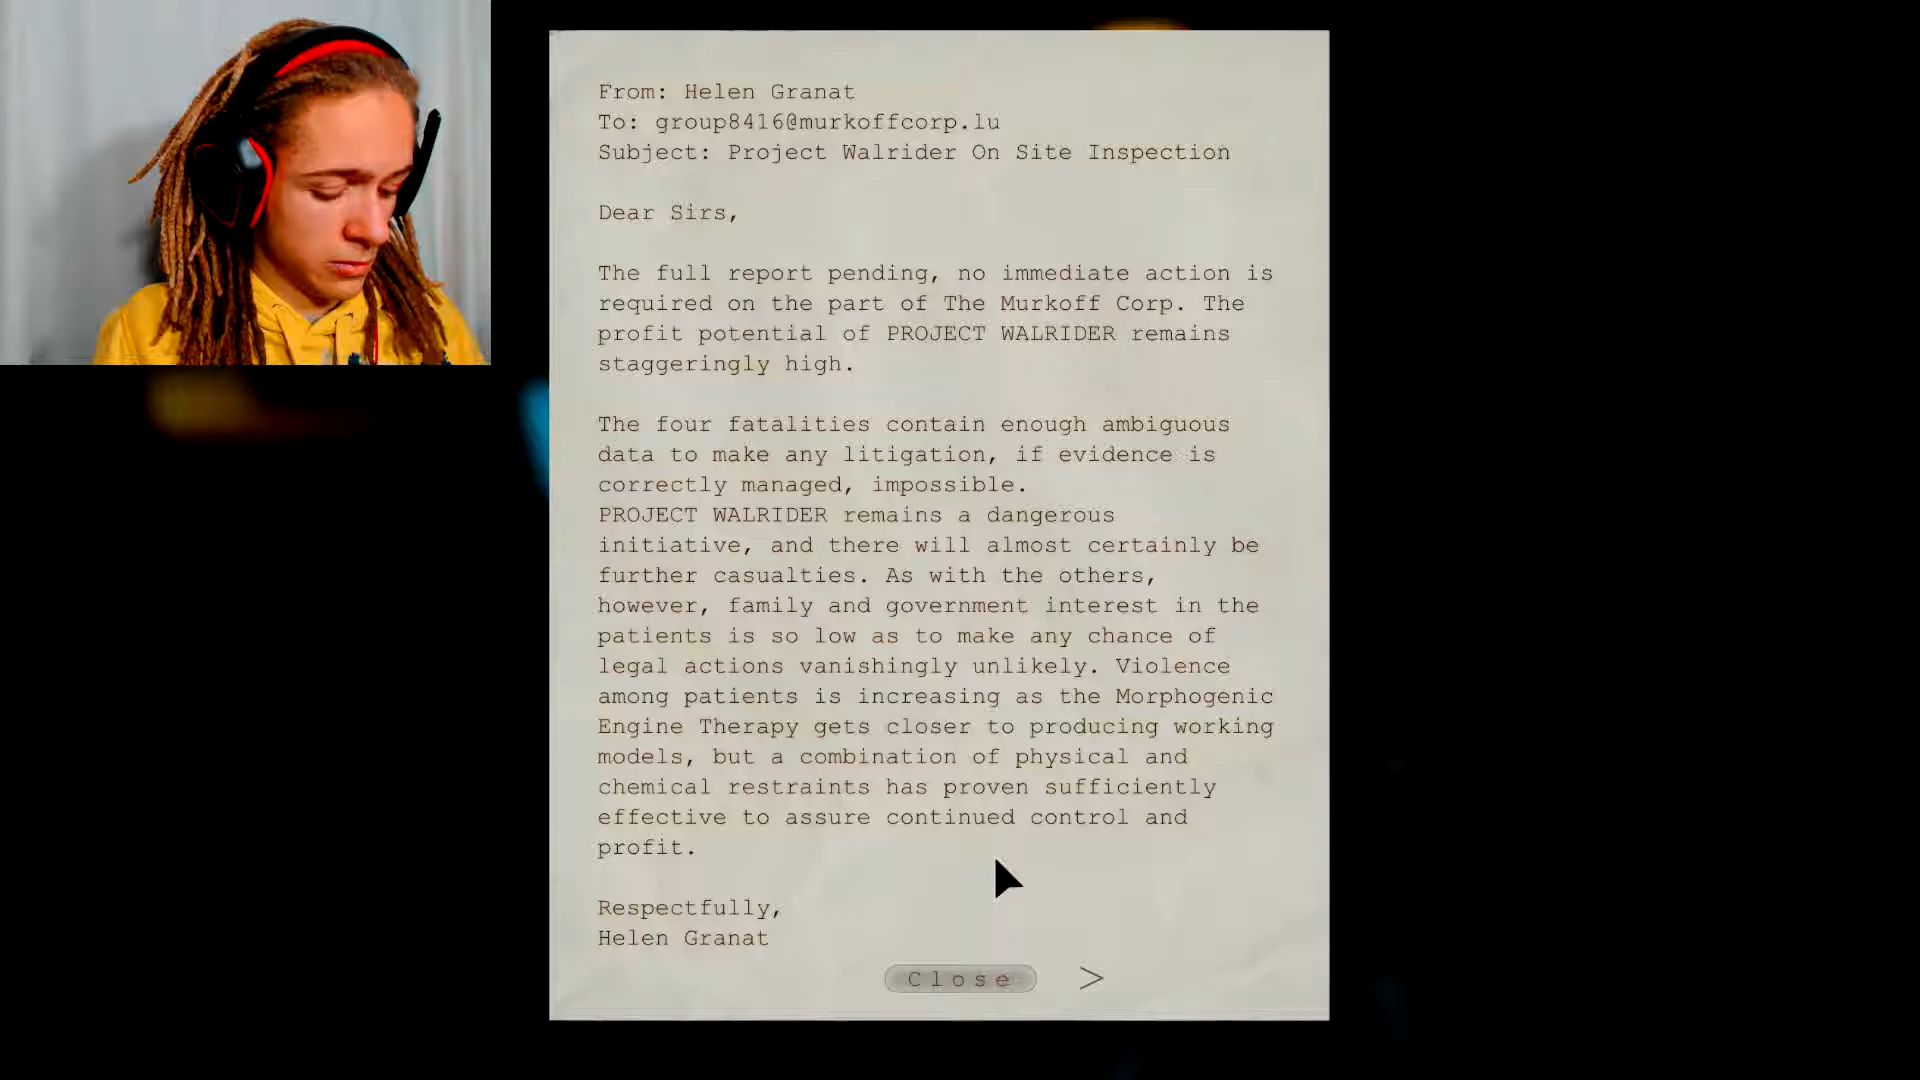 From: Helen Granat
To: group8416@murkoffcorp.lu
Subject: Project Walrider On Site Inspection
Dear Sirs,
The full report pending, no immediate action is
required on the part of The Murkoff Corp. The
profit potential of PROJECT WALRIDER remains
staggeringly high.
The four fatalities contain enough ambiguous
data to make any litigation, if evidence is
correctly managed, impossible.
PROJECT WALRIDER remains a dangerous
initiative, and there will almost certainly be
further casualties. As with the others,
however, family and government interest in the
patients is so low as to make any chance of
legal actions vanishingly unlikely. Violence
among patients is increasing as the Morphogenic
Engine Therapy gets closer to producing working
models, but a combination of physical and
chemical restraints has proven sufficiently
effective to assure continued control and
profit.
Respectfully,
Helen Granat
Close >